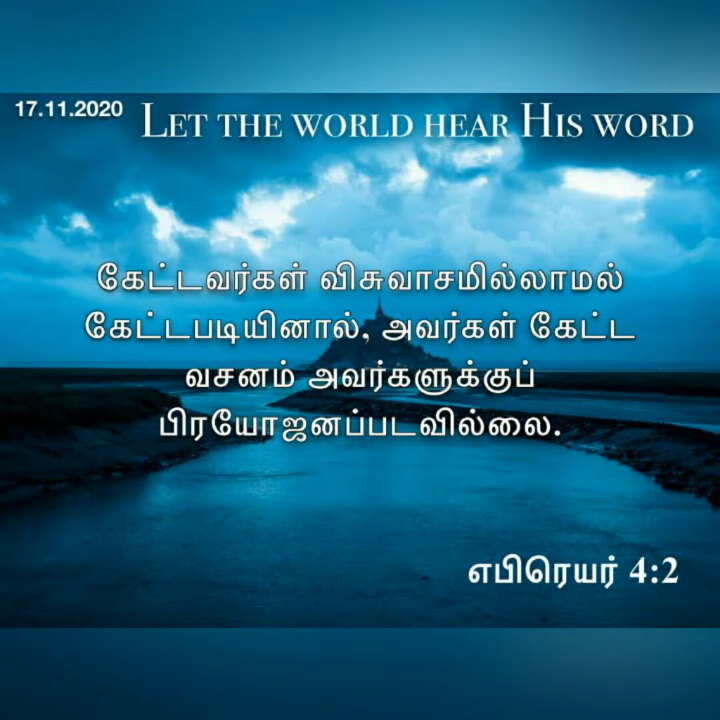 17.11.2020 LET THE WORLD HEAR HIS WORD
கேட்டவர்கள் விசுவாசமில்லாமல்
கேட்டபடியினால், அவர்கள் கேட்ட
வசனம் அவர்களுக்குப்
பிரயோஜனப்படவில்லை.
எபிரெயர் 4:2